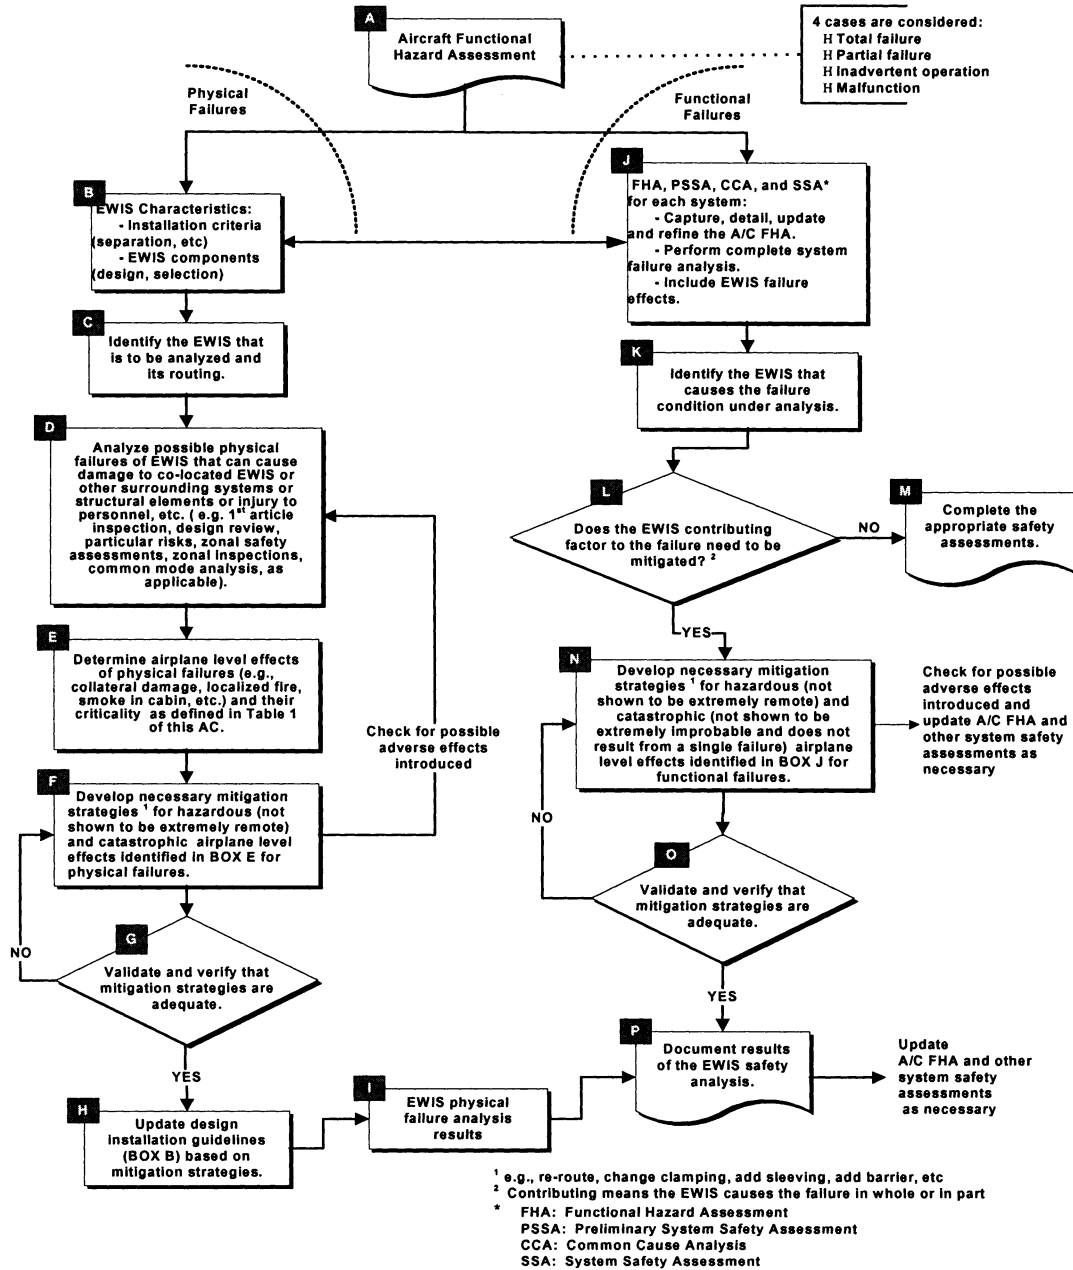 A
Aircraft Functional
Hazard Assessment
4 cases are considered:
H Total failure
H Partial failure
H Inadvertent operation
H Malfunction
Physical
Failures
Functional
Failures
B
EWIS Characteristics:
- Installation criteria
(separation, etc)
- EWIS components
(design, selection)
J
FHA, PSSA, CCA, and SSA*
for each system:
- Capture, detail, update
and refine the A/C FHA.
- Perform complete system
failure analysis.
- Include EWIS failure
effects.
C
Identify the EWIS that
is to be analyzed and
its routing.
K
Identify the EWIS that
causes the failure
condition under analysis.
D
Analyze possible physical
failures of EWIS that can cause
damage to co-located EWIS or
other surrounding systems or
structural elements or injury to
personnel, etc. ( e.g. 1st article
inspection, design review,
particular risks, zonal safety
assessments, zonal inspections,
common mode analysis, as
applicable).
L
Does the EWIS contributing
factor to the failure need to be
mitigated? 2
NO
M
Complete the
appropriate safety
assessments.
YES
E
Determine airplane level effects
of physical failures (e.g.,
collateral damage, localized fire,
smoke in cabin, etc.) and their
criticality as defined in Table 1
of this AC.
Check for possible
adverse effects
introduced
N
Develop necessary mitigation
strategies 1 for hazardous (not
shown to be extremely remote) and
catastrophic (not shown to be
extremely improbable and does not
result from a single failure) airplane
level effects identified in BOX J for
functional failures.
Check for possible
adverse effects
introduced and
update A/C FHA and
other system safety
assessments as
necessary
F
Develop necessary mitigation
strategies 1 for hazardous (not
shown to be extremely remote)
and catastrophic airplane level
effects identified in BOX E for
physical failures.
NO
O
Validate and verify that
mitigation strategies are
adequate.
NO
G
Validate and verify that
mitigation strategies are
adequate.
YES
YES
P
Document results
of the EWIS safety
analysis.
Update
A/C FHA and other
system safety
assessments
as necessary
H
Update design
installation guidelines
(BOX B) based on
mitigation strategies.
I
EWIS physical
failure analysis
results
1 e.g., re-route, change clamping, add sleeving, add barrier, etc
2 Contributing means the EWIS causes the failure in whole or in part
* FHA: Functional Hazard Assessment
PSSA: Preliminary System Safety Assessment
CCA: Common Cause Analysis
SSA: System Safety Assessment